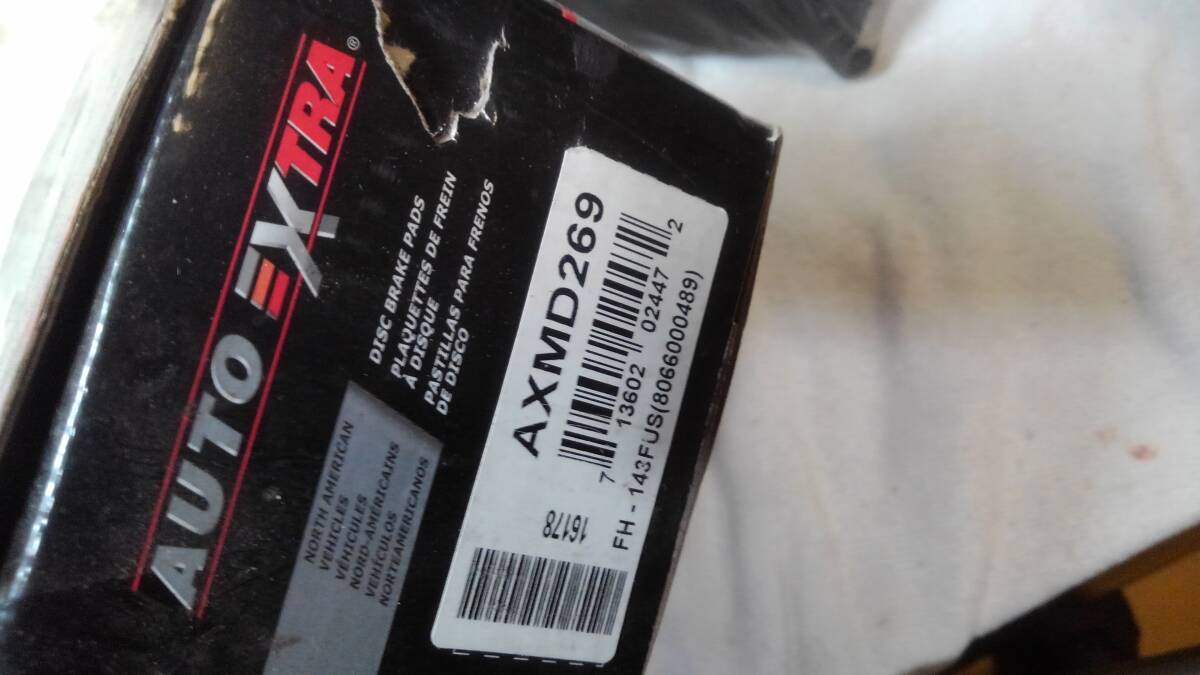 AUTO EXTRA®
DISC BRAKE PADS
PLAQUETTES DE FREIN
À DISQUE
PASTILLAS PARA FRENOS
DE DISCO
NORTH AMERICAN
VEHICLES
VÉHICULES
NORD-AMÉRICAINS
VEHÍCULOS
NORTEAMERICANOS
AXMD269
7 13602 02447 2
FH - 143FUS(8066000489)
16178